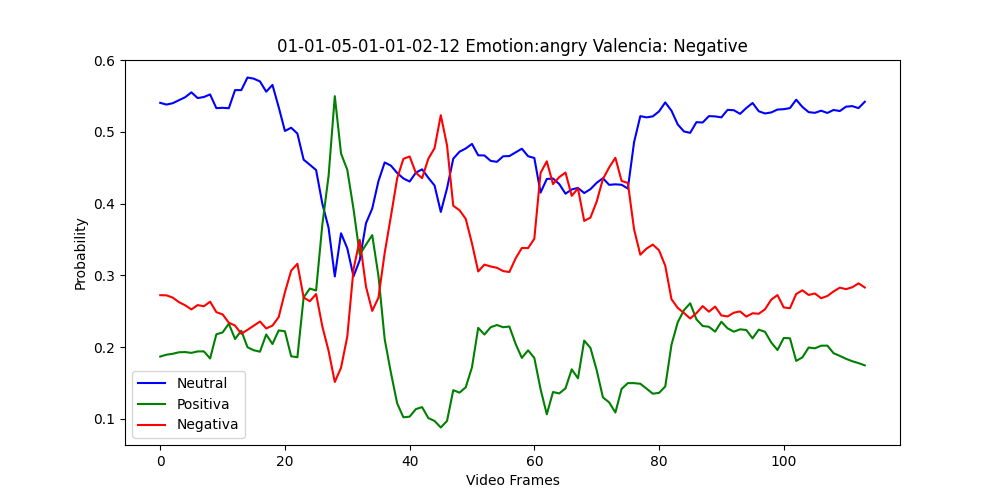 01-01-05-01-01-02-12 Emotion:angry Valencia: Negative
0.6
0.5
0.4
0.3
0.2
0.1
Probability
Neutral
Positiva
Negativa
0 20 40 60 80 100
Video Frames